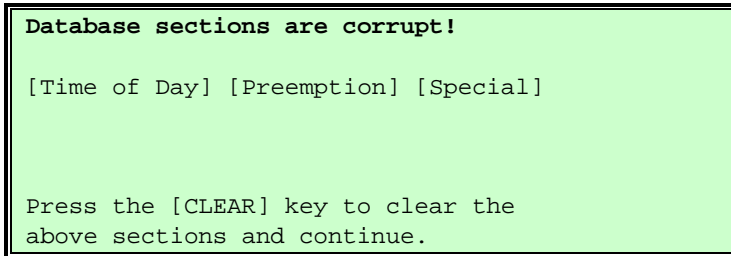 Database sections are corrupt!
[Time of Day] [Preemption] [Special]
Press the [CLEAR] key to clear the
above sections and continue.